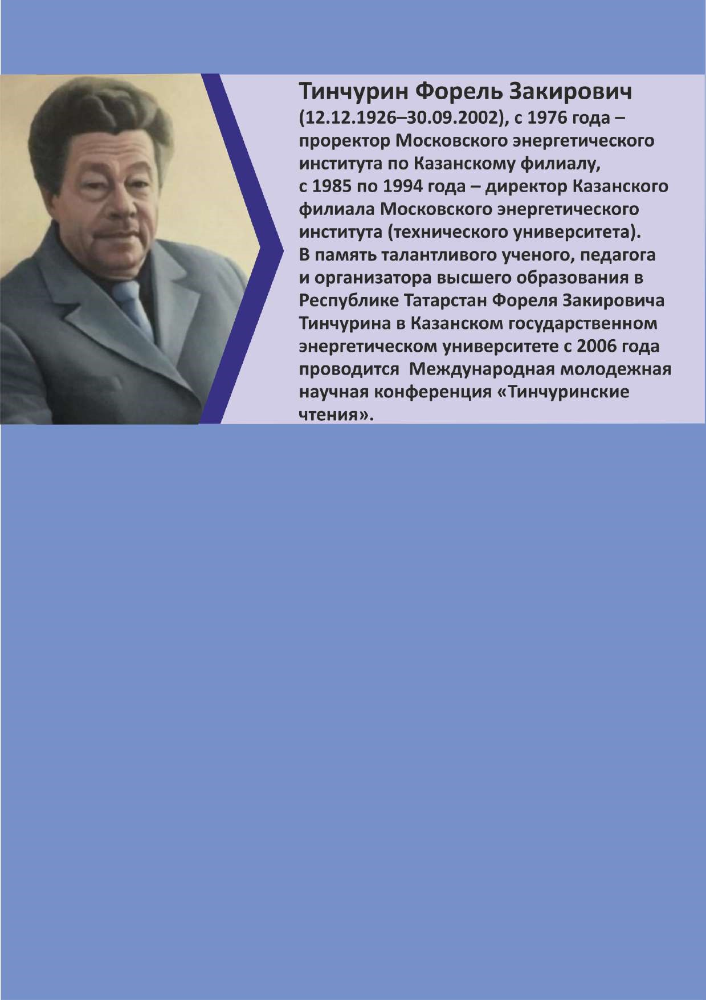 Тинчурин Форель Закирович
(12.12.1926–30.09.2002), с 1976 года –
проректор Московского энергетического
института по Казанскому филиалу,
с 1985 по 1994 года – директор Казанского
филиала Московского энергетического
института (технического университета).
В память талантливого ученого, педагога
и организатора высшего образования в
Республике Татарстан Фореля Закировича
Тинчурина в Казанском государственном
энергетическом университете с 2006 года
проводится  Международная молодежная
научная конференция «Тинчуринские
чтения».